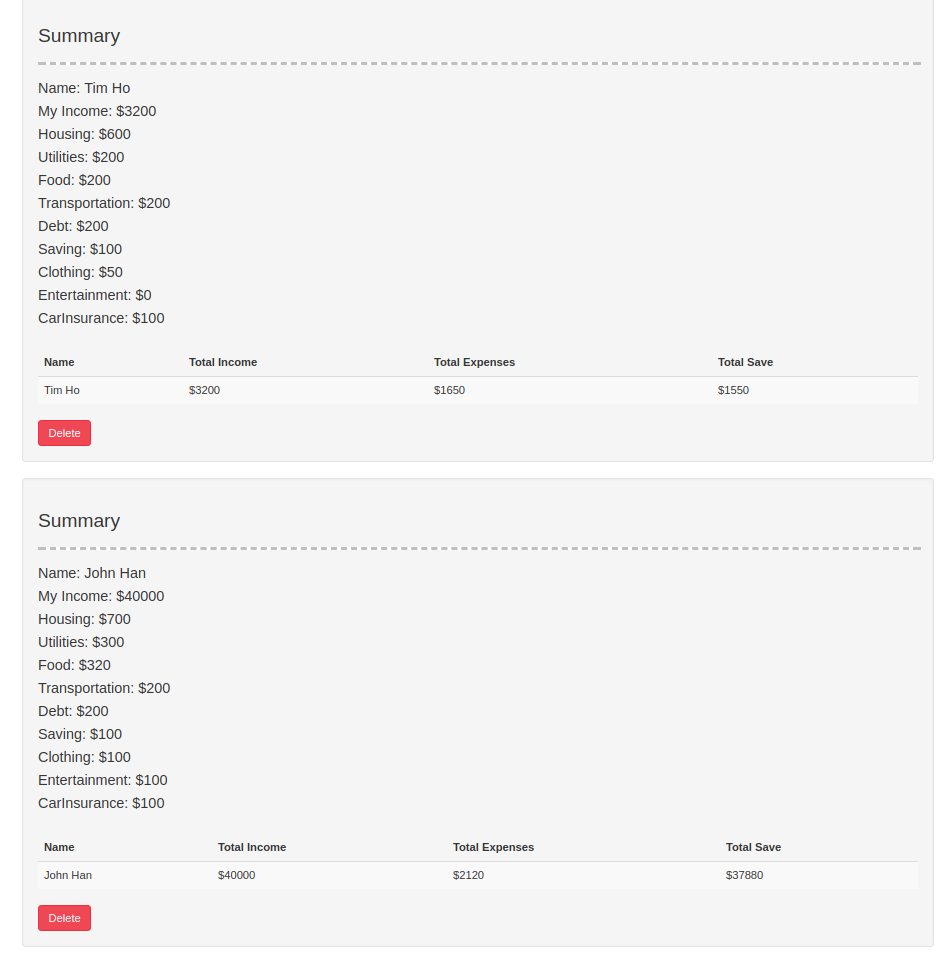 Summary
Name: Tim Ho
My Income: $3200
Housing: $600
Utilities: $200
Food: $200
Transportation: $200
Debt: $200
Saving: $100
Clothing: $50
Entertainment: $0
CarInsurance: $100
Name Total Income Total Expenses Total Save
Tim Ho $3200 $1650 $1550
Delete
Summary
Name: John Han
My Income: $40000
Housing: $700
Utilities: $300
Food: $320
Transportation: $200
Debt: $200
Saving: $100
Clothing: $100
Entertainment: $100
CarInsurance: $100
Name Total Income Total Expenses Total Save
John Han $40000 $2120 $37880
Delete